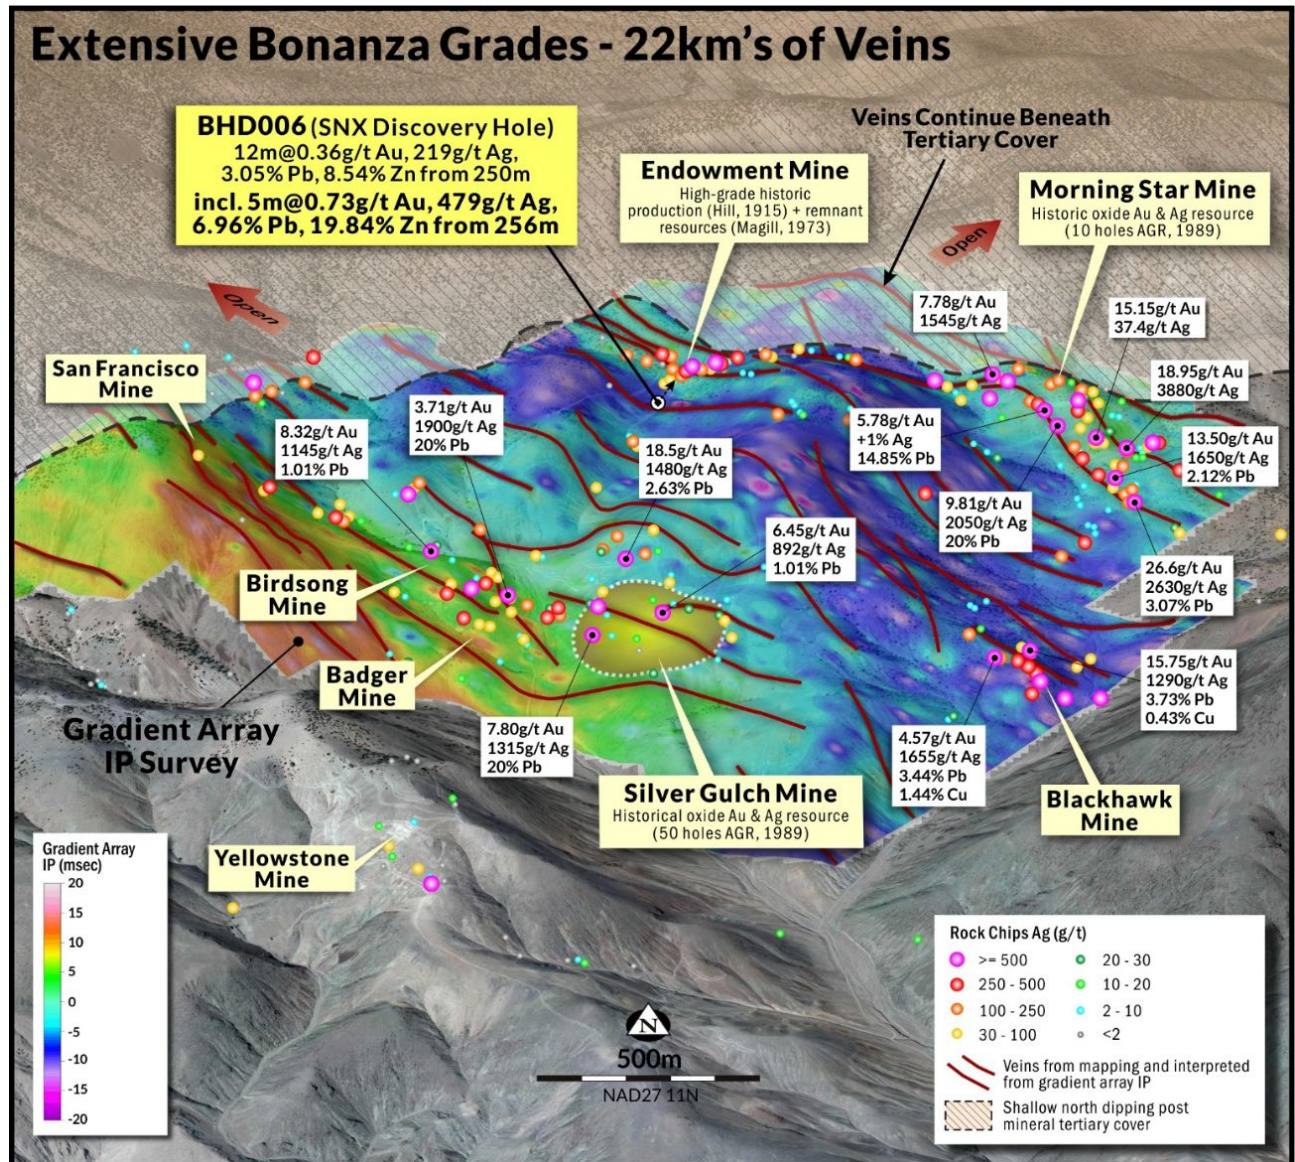 Extensive Bonanza Grades - 22km's of Veins
BHD006 (SNX Discovery Hole)
12m@0.36g/t Au, 219g/t Ag,
3.05% Pb, 8.54% Zn from 250m
incl. 5m@0.73g/t Au, 479g/t Ag,
6.96% Pb, 19.84% Zn from 256m
Veins Continue Beneath
Tertiary Cover
Endowment Mine
High-grade historic
production (Hill, 1915) + remnant
resources (Magill, 1973)
Morning Star Mine
Historic oxide Au & Ag resource
(10 holes AGR, 1989)
Open
Open
7.78g/t Au
1545g/t Ag
15.15g/t Au
37.4g/t Ag
San Francisco
Mine
18.95g/t Au
3880g/t Ag
3.71g/t Au
1900g/t Ag
20% Pb
8.32g/t Au
1145g/t Ag
1.01% Pb
5.78g/t Au
+1% Ag
14.85% Pb
13.50g/t Au
1650g/t Ag
2.12% Pb
18.5g/t Au
1480g/t Ag
2.63% Pb
9.81g/t Au
2050g/t Ag
20% Pb
6.45g/t Au
892g/t Ag
1.01% Pb
26.6g/t Au
2630g/t Ag
3.07% Pb
Birdsong
Mine
Badger
Mine
15.75g/t Au
1290g/t Ag
3.73% Pb
0.43% Cu
Gradient Array
IP Survey
7.80g/t Au
1315g/t Ag
20% Pb
4.57g/t Au
1655g/t Ag
3.44% Pb
1.44% Cu
Silver Gulch Mine
Historical oxide Au & Ag resource
(50 holes AGR, 1989)
Blackhawk
Mine
Yellowstone
Mine
Gradient Array
IP (msec)
20
15
10
5
0
-5
-10
-15
-20
N
500m
NAD27 11N
Rock Chips Ag (g/t)
>= 500
250 - 500
100 - 250
30 - 100
20 - 30
10 - 20
2 - 10
<2
Veins from mapping and interpreted
from gradient array IP
Shallow north dipping post
mineral tertiary cover